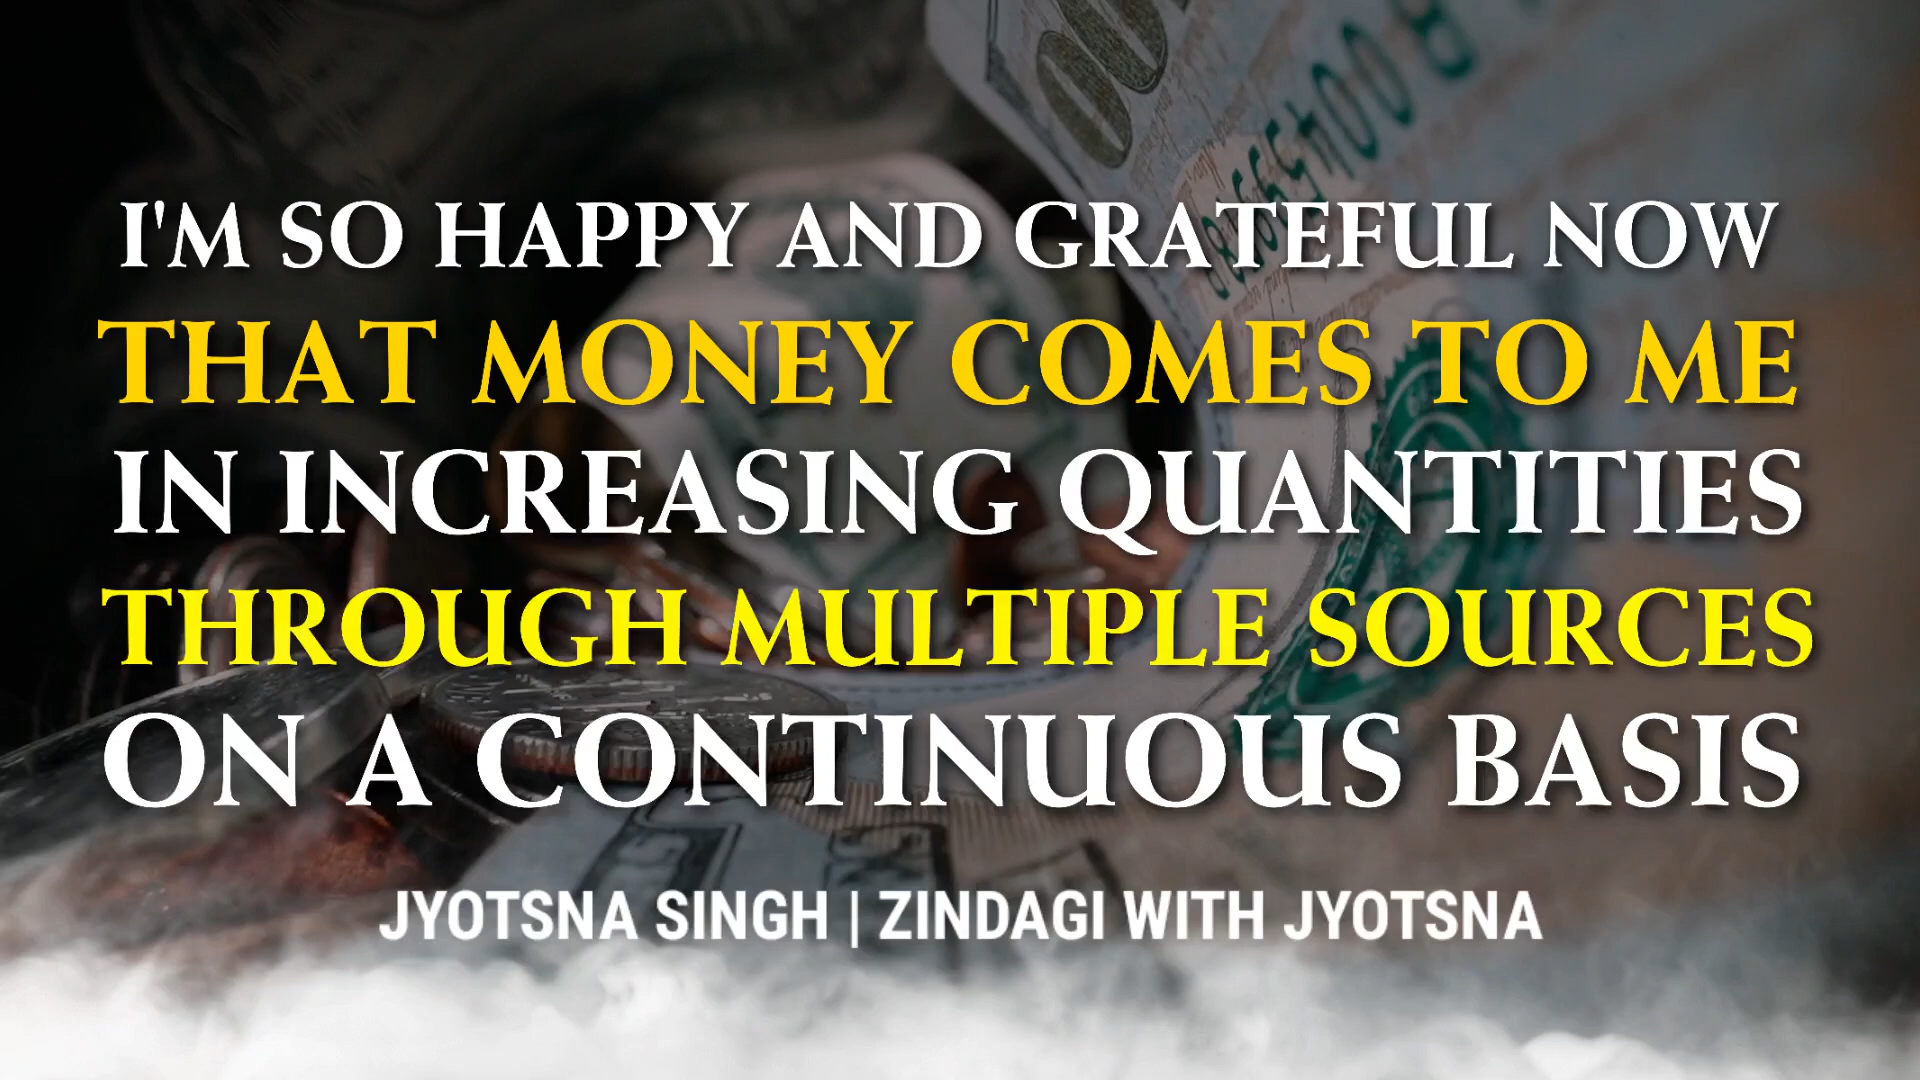 I'M SO HAPPY AND GRATEFUL NOW
THAT MONEY COMES TO ME
IN INCREASING QUANTITIES
THROUGH MULTIPLE SOURCES
ON A CONTINUOUS BASIS
JYOTSNA SINGH | ZINDAGI WITH JYOTSNA